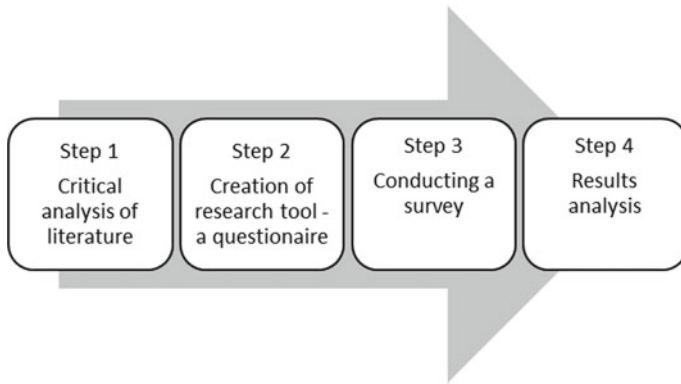 Step 1
Critical
analysis of
literature
Step 2
Creation of
research tool -
a questionaire
Step 3
Conducting a
survey
Step 4
Results
analysis